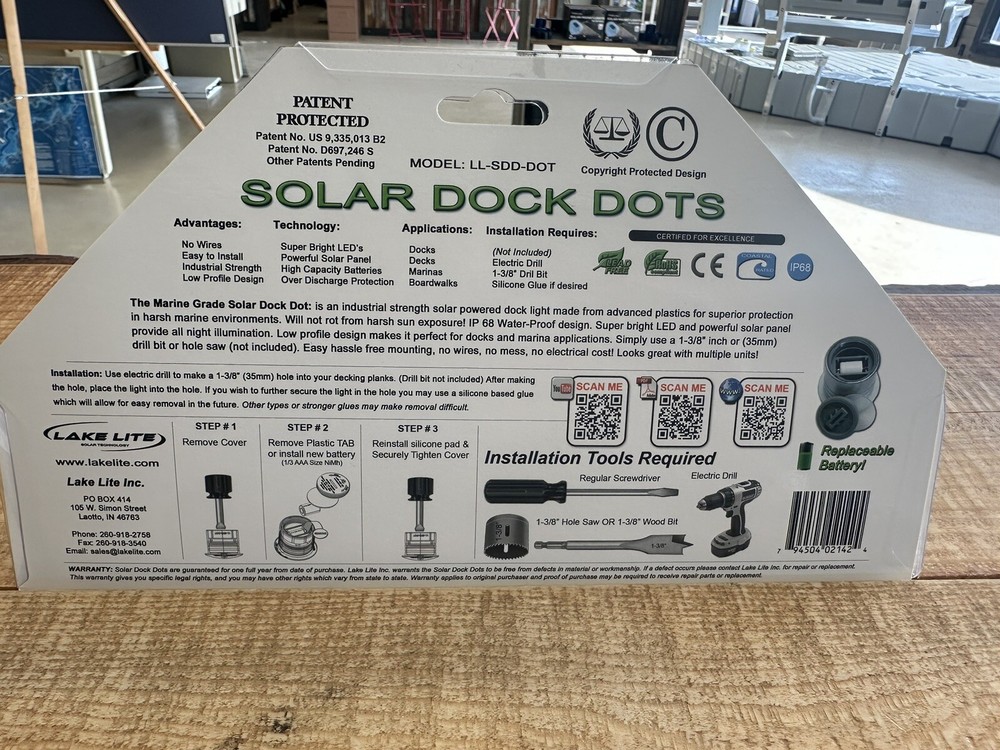 PATENT
PROTECTED
Patent No. US 9,335,013 B2
Patent No. D697,246 S
Other Patents Pending
MODEL: LL-SDD-DOT
C
Copyright Protected Design
SOLAR DOCK DOTS
Advantages:
No Wires
Easy to Install
Industrial Strength
Low Profile Design
Technology:
Super Bright LED's
Powerful Solar Panel
High Capacity Batteries
Over Discharge Protection
Applications:
Docks
Decks
Marinas
Boardwalks
Installation Requires:
(Not Included)
Electric Drill
1-3/8" Dril Bit
Silicone Glue if desired
CERTIFED FOR EXCELLENCE
LEAD
FREE
RoHS
CE
COASTAL
RATED
IP68
The Marine Grade Solar Dock Dot: is an industrial strength solar powered dock light made from advanced plastics for superior protection
in harsh marine environments. Will not rot from harsh sun exposure! IP 68 Water-Proof design. Super bright LED and powerful solar panel
provide all night illumination. Low profile design makes it perfect for docks and marina applications. Simply use a 1-3/8" inch or (35mm)
drill bit or hole saw (not included). Easy hassle free mounting, no wires, no mess, no electrical cost! Looks great with multiple units!
Installation: Use electric drill to make a 1-3/8" (35mm) hole into your decking planks. (Drill bit not included) After making
the hole, place the light into the hole. If you wish to further secure the light in the hole you may use a silicone based glue
which will allow for easy removal in the future. Other types or stronger glues may make removal difficult.
YouTube
SCAN ME
SCAN ME
WWW
SCAN ME
Replaceable
Battery!
LAKE LITE
SOLAR TECHNOLOGY
www.lakelite.com
Lake Lite Inc.
PO BOX 414
105 W. Simon Street
Laotto, IN 46763
Phone: 260-918-2758
Fax: 260-918-3540
Email: sales@lakelite.com
STEP # 1
Remove Cover
STEP # 2
Remove Plastic TAB
or install new battery
(1/3 AAA Size NiMh)
STEP # 3
Reinstall silicone pad &
Securely Tighten Cover
Installation Tools Required
Regular Screwdriver
Electric Drill
1-3/8" Hole Saw OR 1-3/8" Wood Bit
1-3/8"
1-3/8"
7 94504 02142 4
WARRANTY: Solar Dock Dots are guaranteed for one full year from date of purchase. Lake Lite Inc. warrants the Solar Dock Dots to be free from defects in material or workmenship. If a defect occurs please contact Lake Lite Inc. for repair or replacement.
This warranty gives you specific legal rights, and you may have other rights which vary from state to state. Warranty applies to original purchaser and proof of purchase may be required to receive repair parts or replacement.